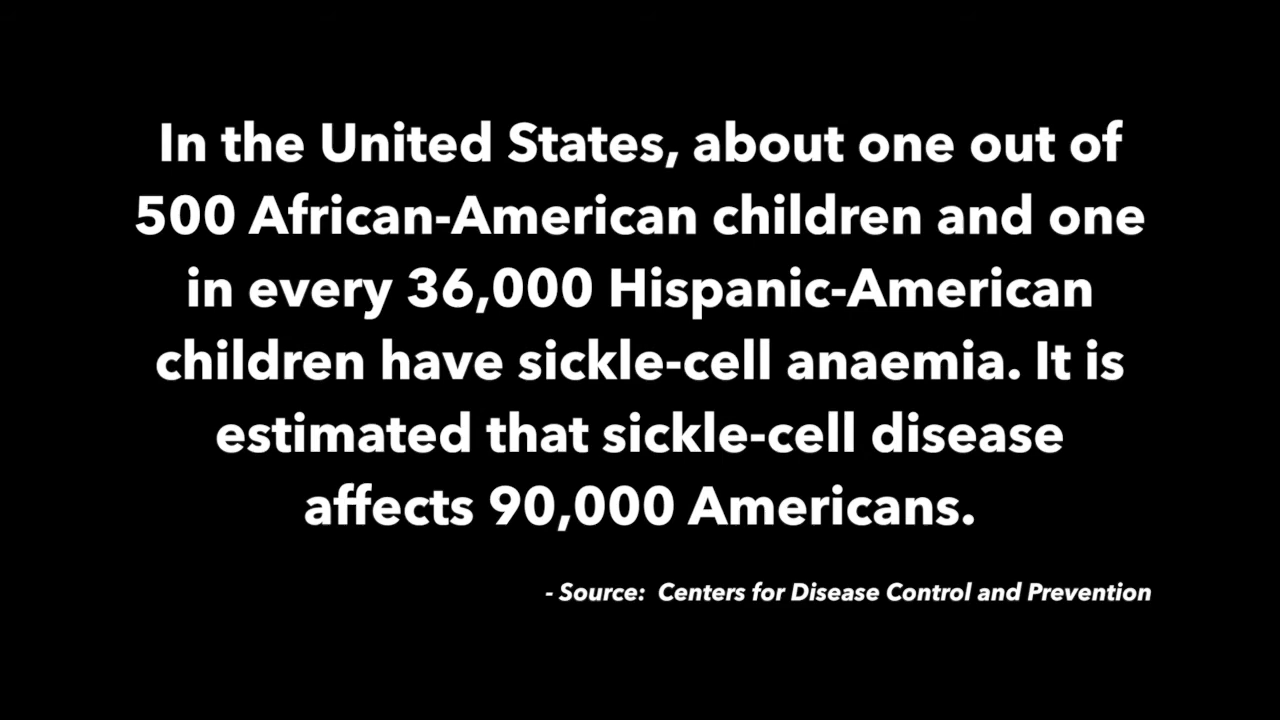 In the United States, about one out of
500 African-American children and one
in every 36,000 Hispanic-American
children have sickle-cell anaemia. It is
estimated that sickle-cell disease
affects 90,000 Americans.
- Source:  Centers for Disease Control and Prevention